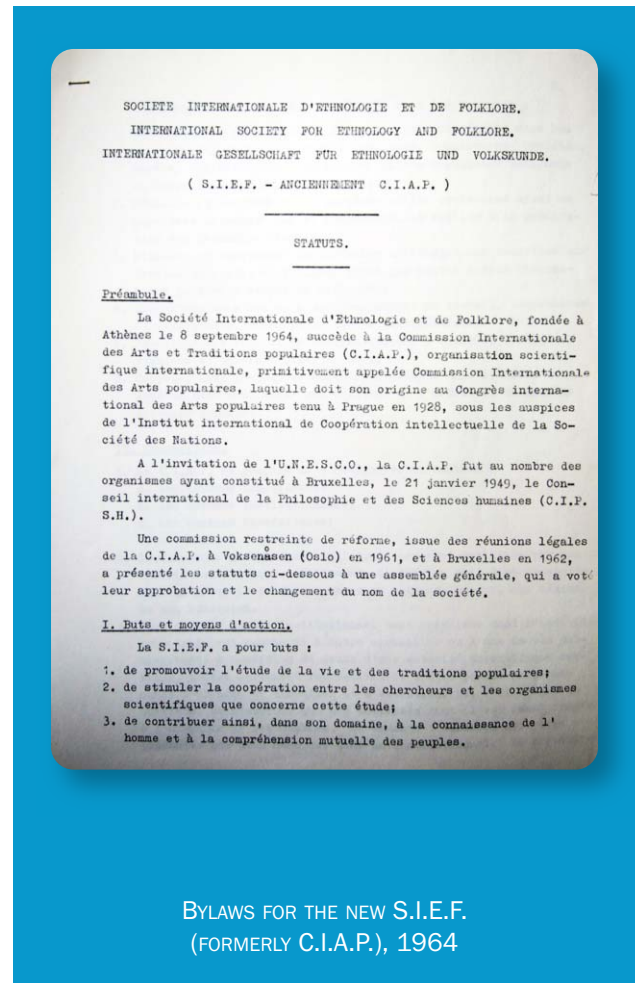 SOCIETE INTERNATIONALE D'ETHNOLOGIE ET DE FOLKLORE.
INTERNATIONAL SOCIETY FOR ETHNOLOGY AND FOLKLORE.
INTERNATIONALE GESELLSCHAFT FÜR ETHNOLOGIE UND VOLKSKUNDE.
( S.I.E.F. - ANCIENNEMENT C.I.A.P. )
STATUTS.
Préambule.
La Société Internationale d'Ethnologie et de Folklore, fondée à
Athènes le 8 septembre 1964, succède à la Commission Internationale
des Arts et Traditions populaires (C.I.A.P.), organisation scienti-
fique internationale, primitivement appelée Commission Internationale
des Arts populaires, laquelle doit son origine au Congrès interna-
tional des Arts populaires tenu à Prague en 1928, sous les auspices
de l'Institut international de Coopération intellectuelle de la So-
ciété des Nations.
A l'invitation de l'U.N.E.S.C.O., la C.I.A.P. fut au nombre des
organismes ayant constitué à Bruxelles, le 21 janvier 1949, le Con-
seil international de la Philosophie et des Sciences humaines (C.I.P.
S.H.).
Une commission restreinte de réforme, issue des réunions légales
de la C.I.A.P. à Voksenåsen (Oslo) en 1961, et à Bruxelles en 1962,
a présenté les statuts ci-dessous à une assemblée générale, qui a voté
leur approbation et le changement du nom de la société.
I. Buts et moyens d'action.
La S.I.E.F. a pour buts :
1. de promouvoir l'étude de la vie et des traditions populaires;
2. de stimuler la coopération entre les chercheurs et les organismes
scientifiques que concerne cette étude;
3. de contribuer ainsi, dans son domaine, à la connaissance de l'
homme et à la compréhension mutuelle des peuples.
BYLAWS FOR THE NEW S.I.E.F.
(FORMERLY C.I.A.P.), 1964